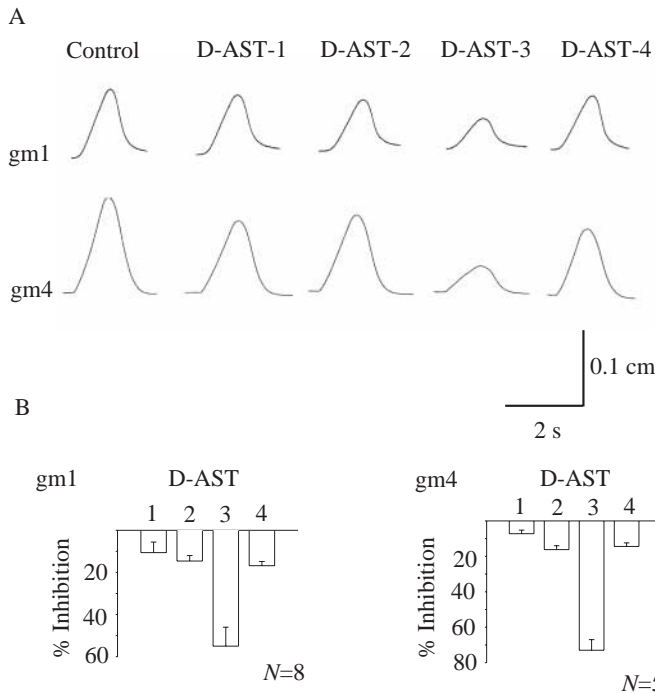 A
Control D-AST-1 D-AST-2 D-AST-3 D-AST-4
gm1
gm4
0.1 cm
2 s
B
gm1 D-AST
1 2 3 4
% Inhibition
20
40
60
N=8
gm4 D-AST
1 2 3 4
% Inhibition
20
40
60
80